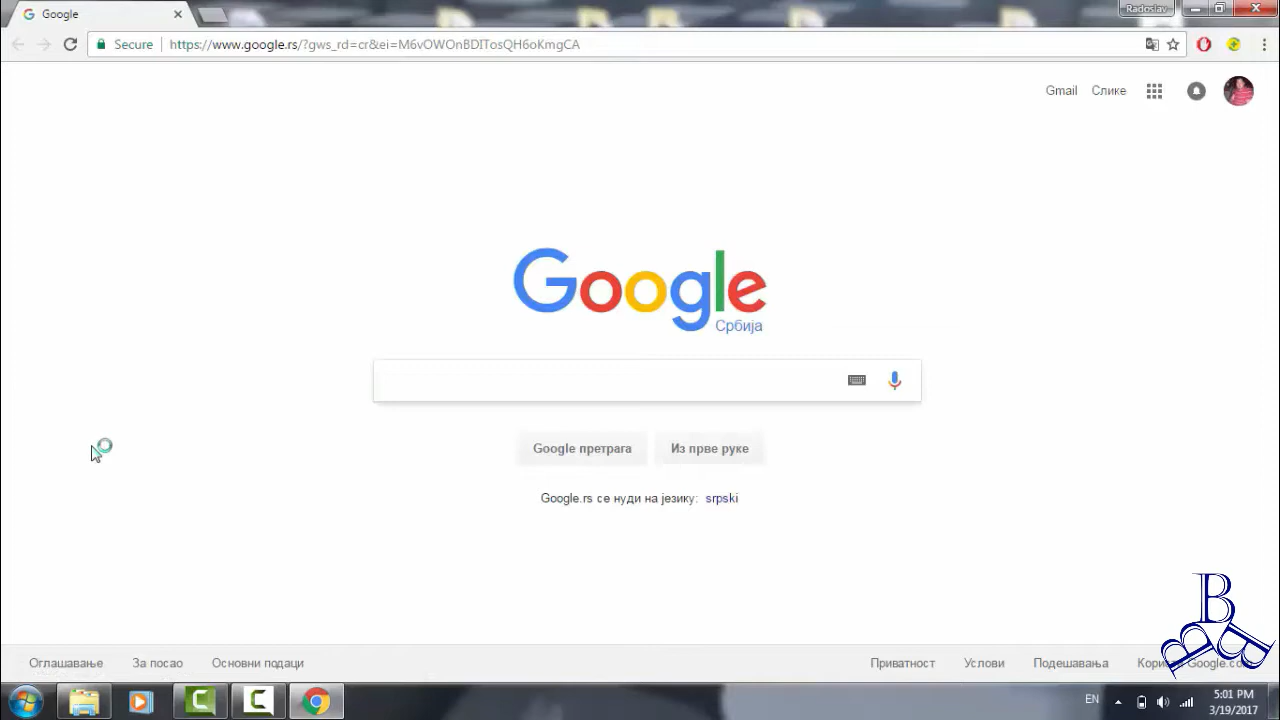 Google
Radoslav
Secure
https://www.google.rs/?gws_rd=cr&ei=M6vOWOnBDITosQH6oKmgCA
Gmail Слике
Google
Србија
Google претрага Из прве руке
Google.rs се нуди на језику: srpski
Оглашавање За посао Основни подаци Приватност Услови Подешавања
EN
5:01 PM
3/19/2017